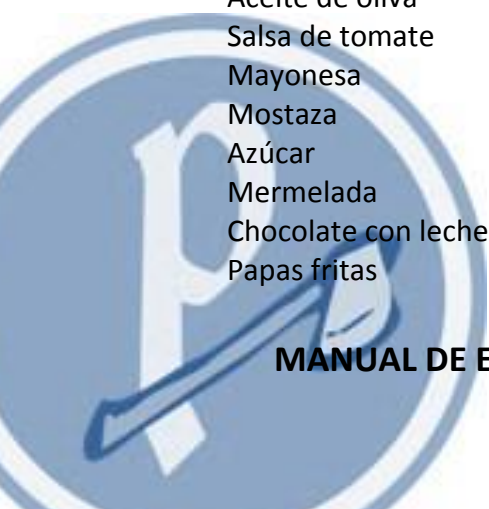 Aceite de oliva
Salsa de tomate
Mayonesa
Mostaza
Azúcar
Mermelada
Chocolate con leche
Papas fritas
MANUAL DE E
p